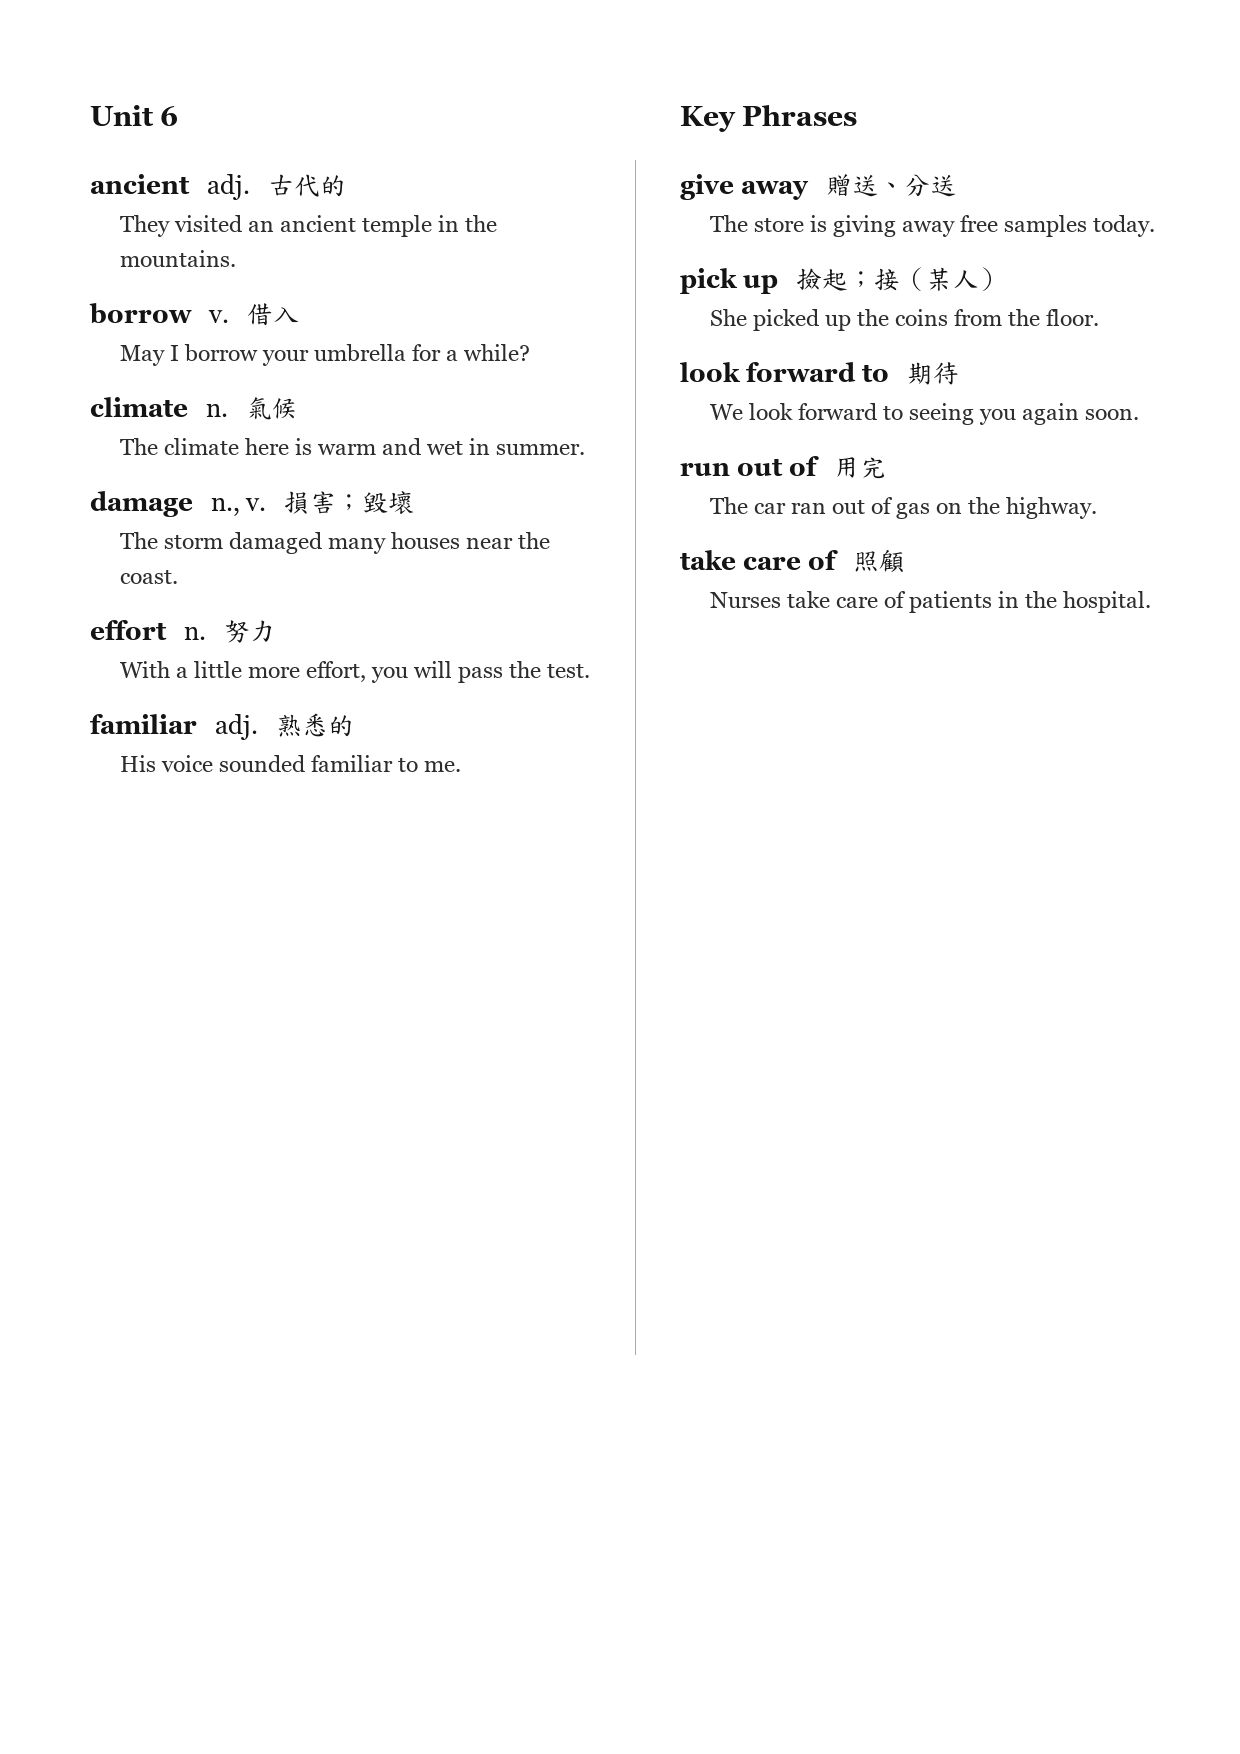 Unit 6
ancient adj. 古代的
They visited an ancient temple in the
mountains.
borrow v. 借入
May I borrow your umbrella for a while?
climate n. 氣候
The climate here is warm and wet in summer.
damage n., v. 損害；毀壞
The storm damaged many houses near the
coast.
effort n. 努力
With a little more effort, you will pass the test.
familiar adj. 熟悉的
His voice sounded familiar to me.
Key Phrases
give away 贈送、分送
The store is giving away free samples today.
pick up 撿起；接（某人）
She picked up the coins from the floor.
look forward to 期待
We look forward to seeing you again soon.
run out of 用完
The car ran out of gas on the highway.
take care of 照顧
Nurses take care of patients in the hospital.